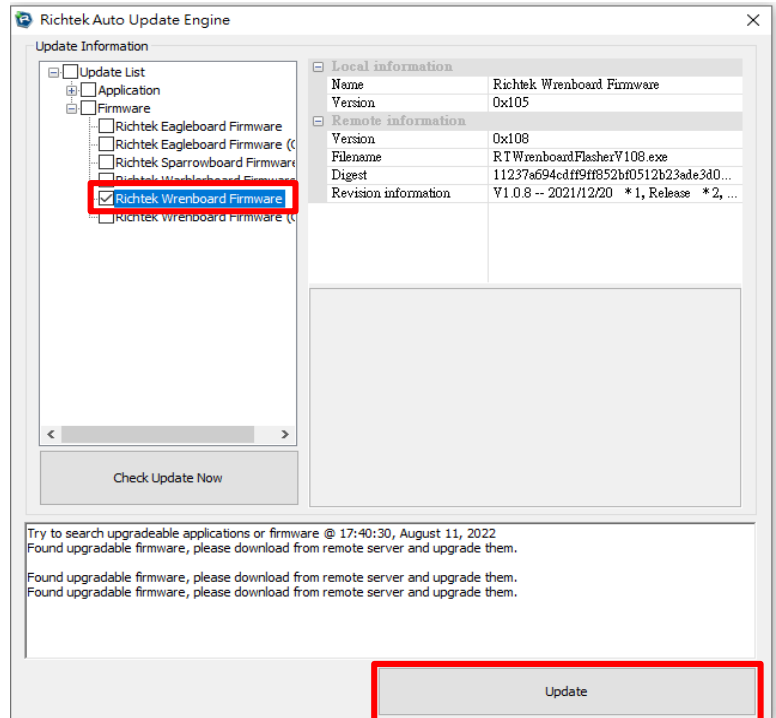 Richtek Auto Update Engine
Update Information
Update List
Application
Firmware
Richtek Eagleboard Firmware
Richtek Eagleboard Firmware (
Richtek Sparrowboard Firmware
Richtek Warblerboard Firmware
Richtek Wrenboard Firmware
Richtek Wrenboard Firmware (
Check Update Now
Local information
Name Richtek Wrenboard Firmware
Version 0x105
Remote information
Version 0x108
Filename RTWrenboardFlasherV108.exe
Digest 11237a694cdff9ff852bf0512b23ade3d0...
Revision information V1.0.8 -- 2021/12/20 *1, Release *2, ...
Try to search upgradeable applications or firmware @ 17:40:30, August 11, 2022
Found upgradable firmware, please download from remote server and upgrade them.
Found upgradable firmware, please download from remote server and upgrade them.
Found upgradable firmware, please download from remote server and upgrade them.
Update